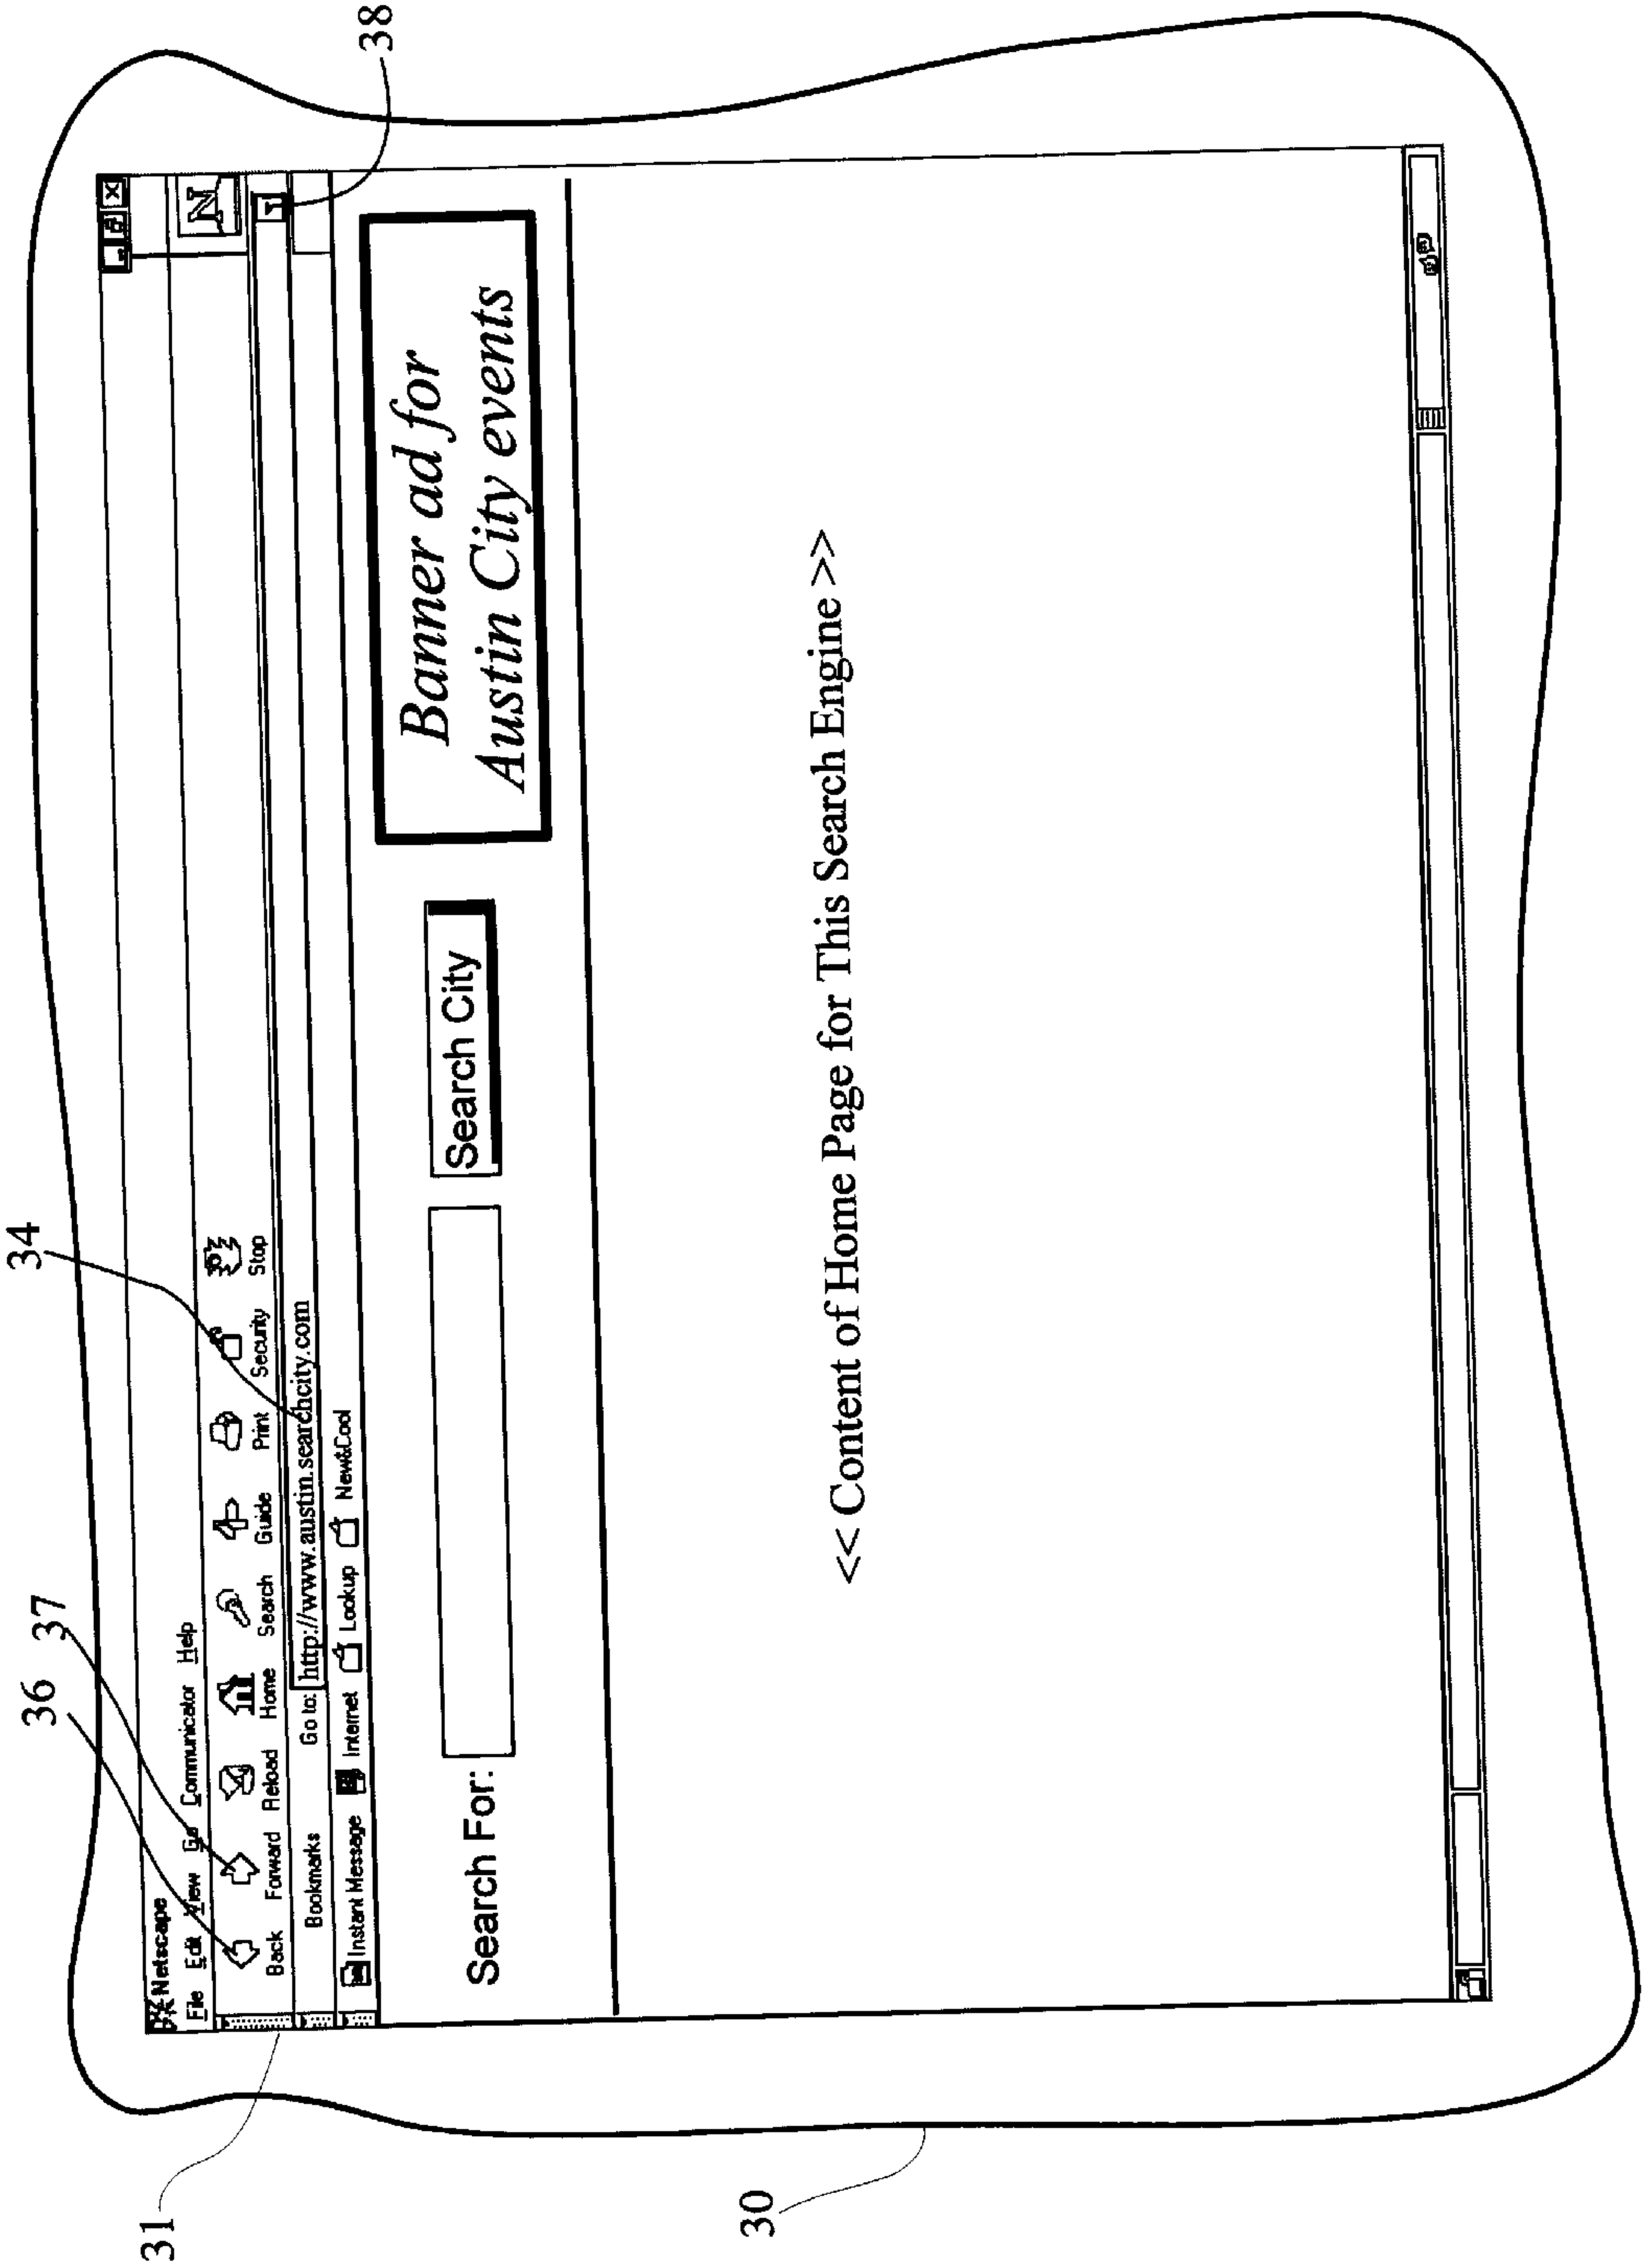 34
36
37
38
31
30
Netscape
File Edit View Go Communicator Help
N
Back Forward Reload Home Search Guide Print Security Stop
Bookmarks Go to: http://www.austin.searchcity.com
Instant Message Internet Lookup New&Cool
Search For: Search City
Banner ad for
Austin City events
<< Content of Home Page for This Search Engine >>